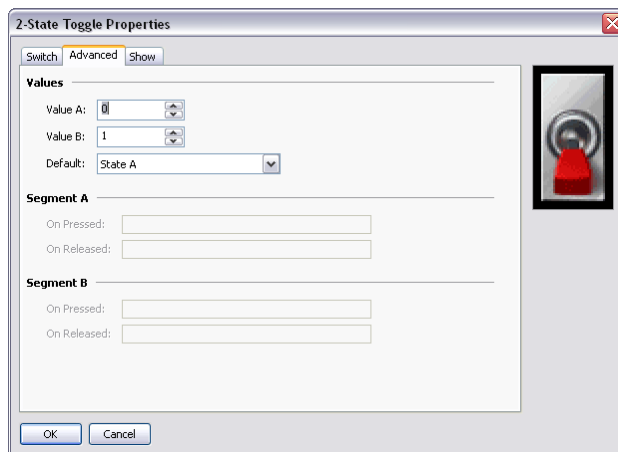 2-State Toggle Properties
Switch Advanced Show
Values
Value A: 0
Value B: 1
Default: State A
Segment A
On Pressed:
On Released:
Segment B
On Pressed:
On Released:
OK Cancel